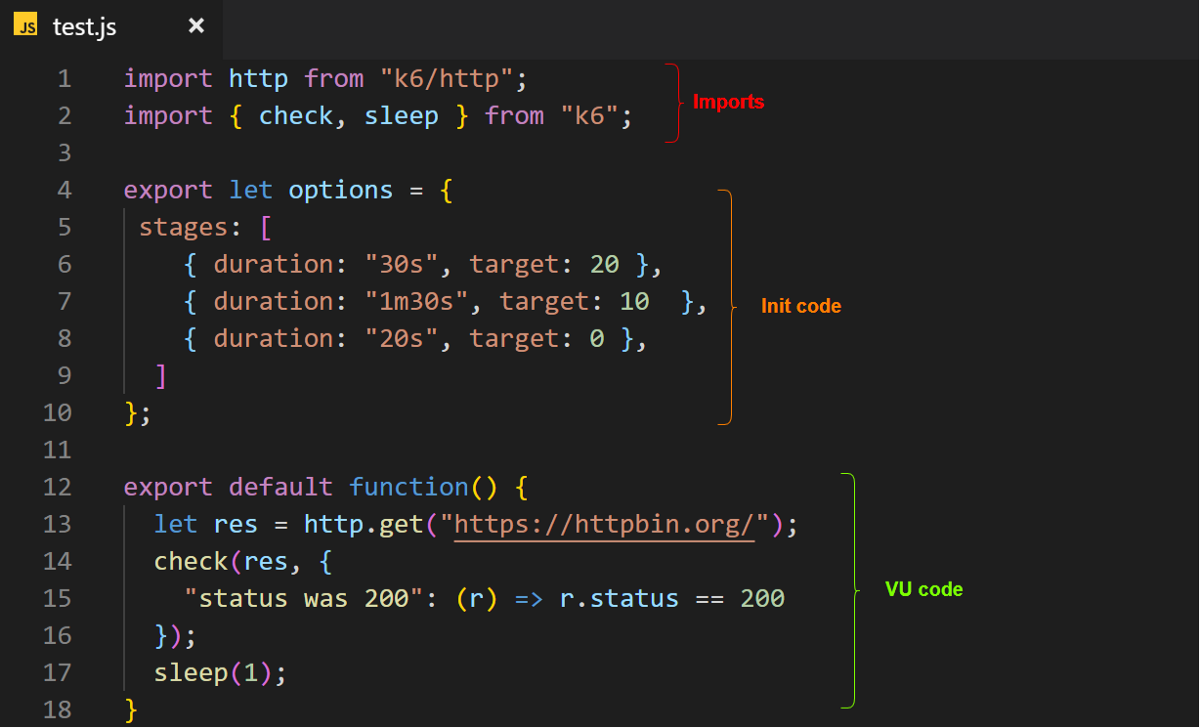 JS test.js ×
1 import http from "k6/http";
2 import { check, sleep } from "k6";
Imports
3
4 export let options = {
5 stages: [
6 { duration: "30s", target: 20 },
7 { duration: "1m30s", target: 10  },
Init code
8 { duration: "20s", target: 0 },
9 ]
10 };
11
12 export default function() {
13 let res = http.get("https://httpbin.org/");
14 check(res, {
15 "status was 200": (r) => r.status == 200
VU code
16 });
17 sleep(1);
18 }